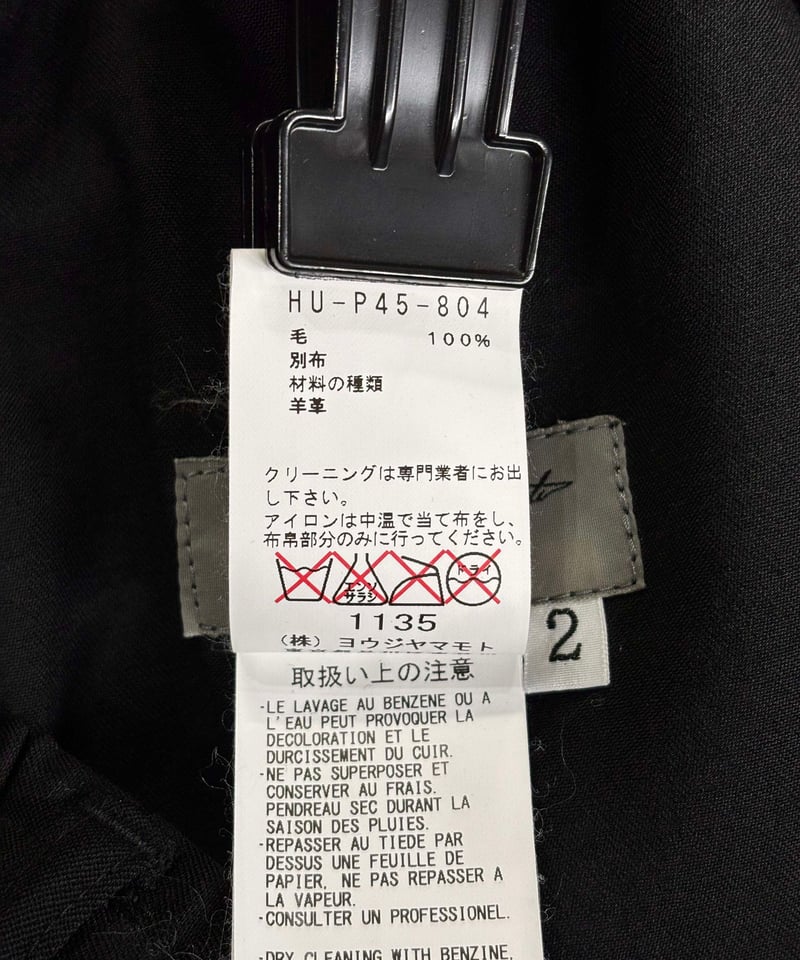 HU-P45-804
毛 100%
別布
材料の種類
羊革
クリーニングは専門業者にお出
し下さい。
アイロンは中温で当て布をし、
布帛部分のみに行ってください。
エンソ
サラシ
ドライ
1135
(株) ヨウジヤマモト
2
取扱い上の注意
-LE LAVAGE AU BENZENE OU A
L'EAU PEUT PROVOQUER LA
DECOLORATION ET LE
DURCISSEMENT DU CUIR.
-NE PAS SUPERPOSER ET
CONSERVER AU FRAIS.
PENDREAU SEC DURANT LA
SAISON DES PLUIES.
-REPASSER AU TIEDE PAR
DESSUS UNE FEUILLE DE
PAPIER, NE PAS REPASSER A
LA VAPEUR.
-CONSULTER UN PROFESSIONEL.
-DRY CLEANING WITH BENZINE,